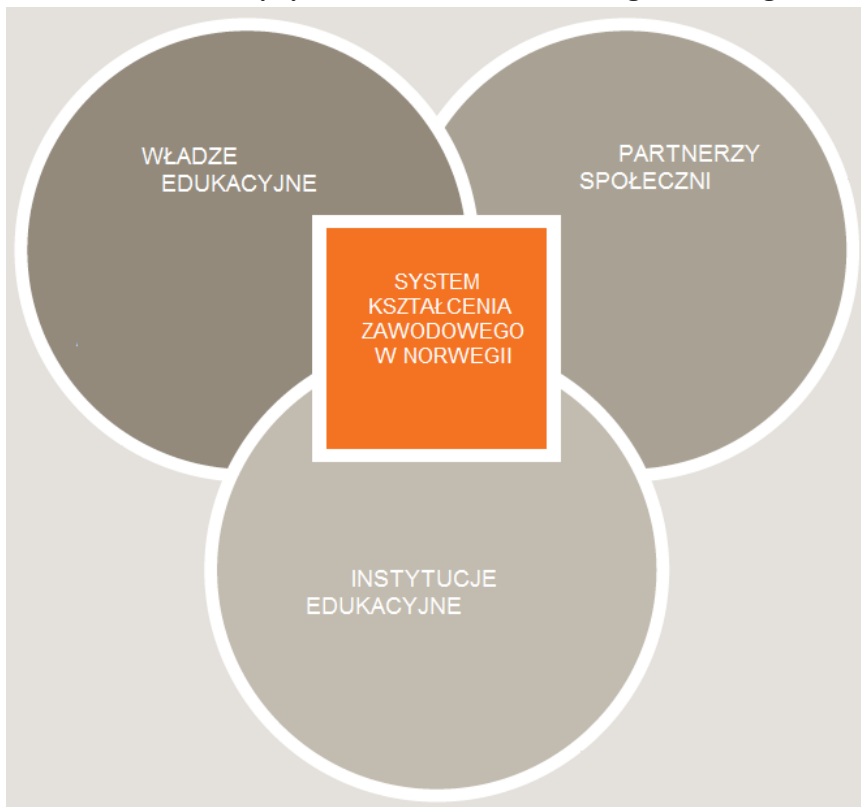 WŁADZE
EDUKACYJNE
PARTNERZY
SPOŁECZNI
SYSTEM
KSZTAŁCENIA
ZAWODOWEGO
W NORWEGII
INSTYTUCJE
EDUKACYJNE